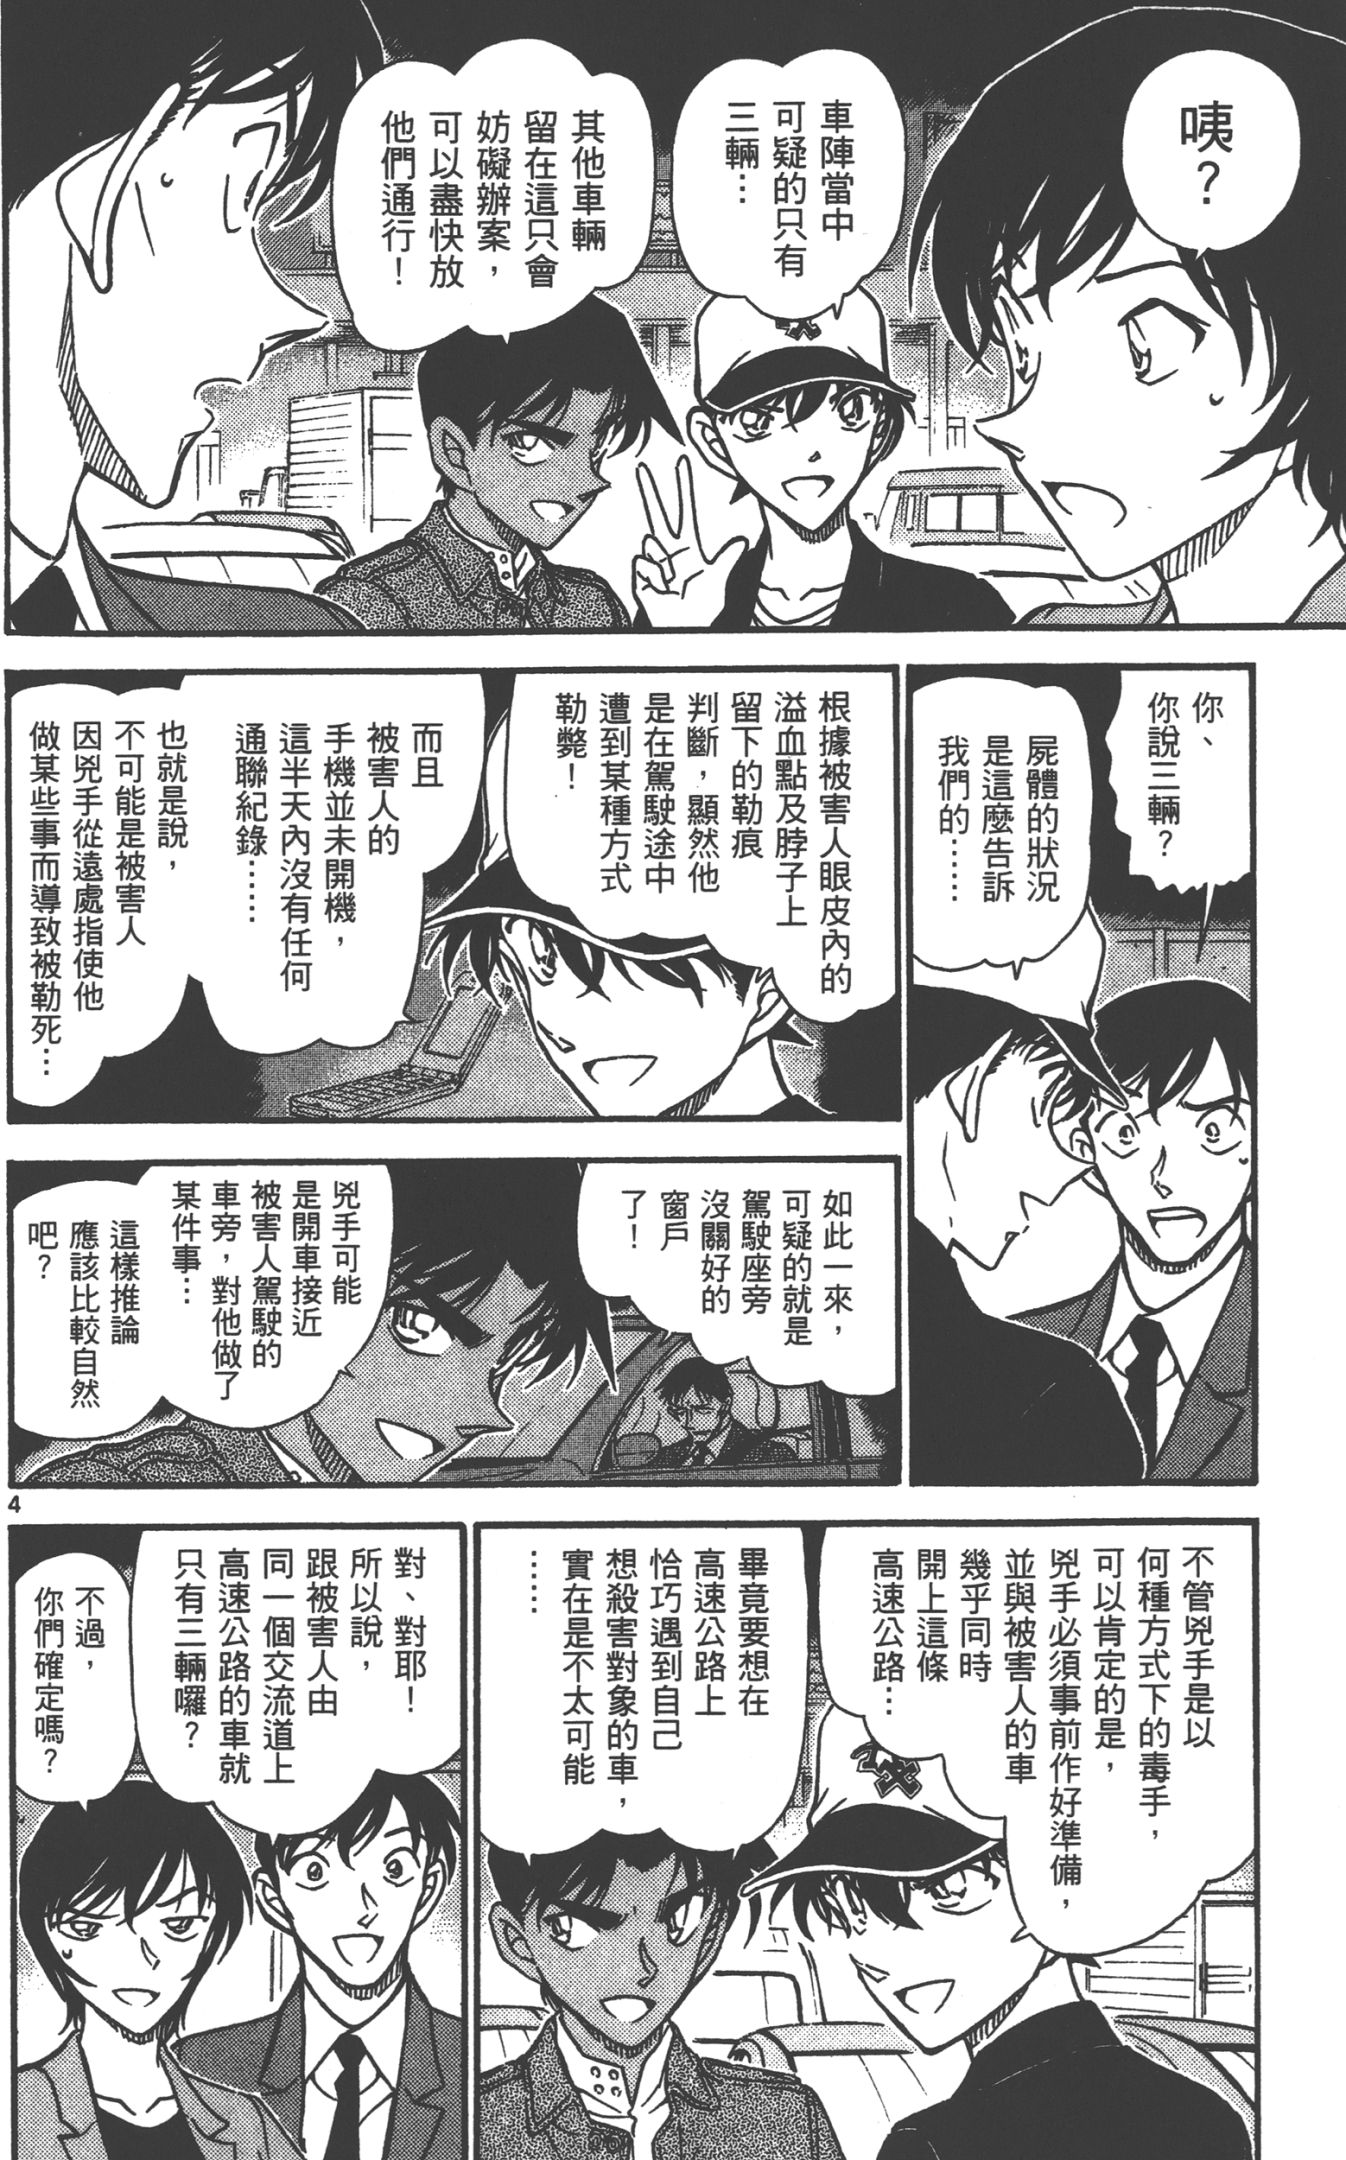 咦？
車陣當中
可疑的只有
三輛…
其他車輛
留在這只會
妨礙辦案，
可以盡快放
他們通行！
你、
你說三輛？
屍體的狀況
是這麼告訴
我們的……
根據被害人眼皮內的
溢血點及脖子上
留下的勒痕
判斷，顯然他
是在駕駛途中
遭到某種方式
勒斃！
而且
被害人的
手機並未開機，
這半天內沒有任何
通聯紀錄……
也就是說，
不可能是被害人
因兇手從遠處指使他
做某些事而導致被勒死…
如此一來，
可疑的就是
駕駛座旁
沒關好的
窗戶
了！
兇手可能
是開車接近
被害人駕駛的
車旁，對他做了
某件事…
這樣推論
應該比較自然
吧？
4
不管兇手是以
何種方式下的毒手，
可以肯定的是，
兇手必須事前作好準備，
並與被害人的車
幾乎同時
開上這條
高速公路…
畢竟要想在
高速公路上
恰巧遇到自己
想殺害對象的車，
實在是不太可能
……
對、對耶！
所以說，
跟被害人由
同一個交流道上
高速公路的車就
只有三輛囉？
不過，
你們確定嗎？